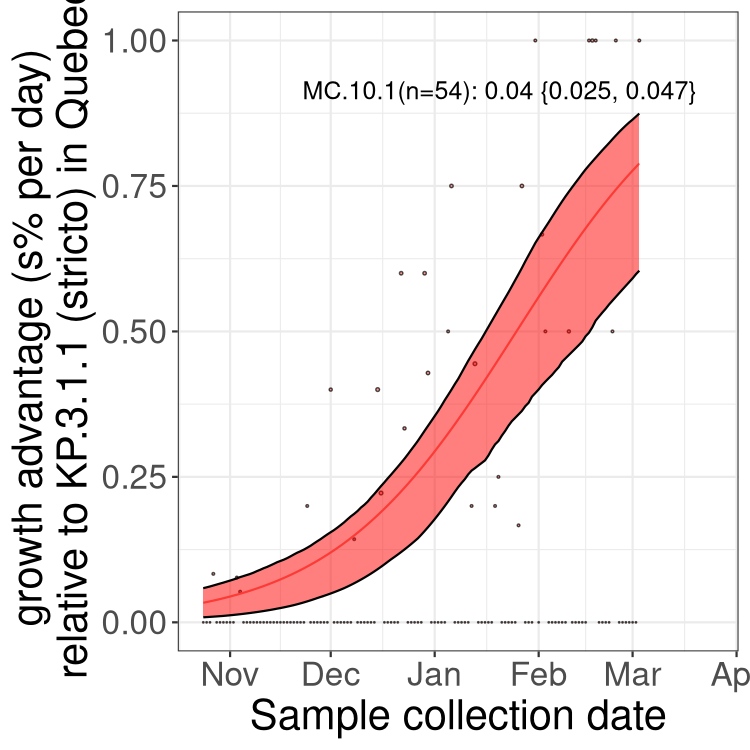 growth advantage (s% per day)
relative to KP.3.1.1 (stricto) in Quebec
1.00
0.75
0.50
0.25
0.00
MC.10.1(n=54): 0.04 {0.025, 0.047}
Nov Dec Jan Feb Mar Ap
Sample collection date